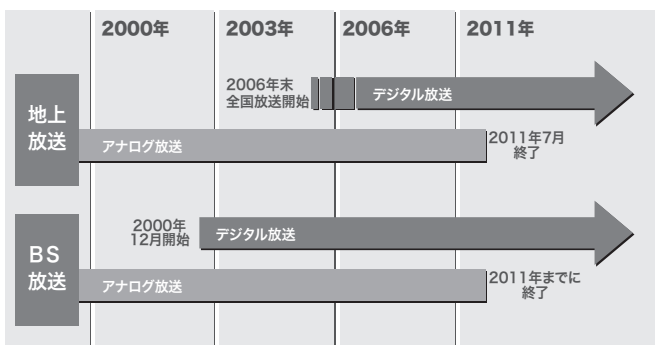 2000年
2003年
2006年
2011年
地上
放送
2006年末
全国放送開始
デジタル放送
アナログ放送
2011年7月
終了
BS
放送
2000年
12月開始
デジタル放送
アナログ放送
2011年までに
終了